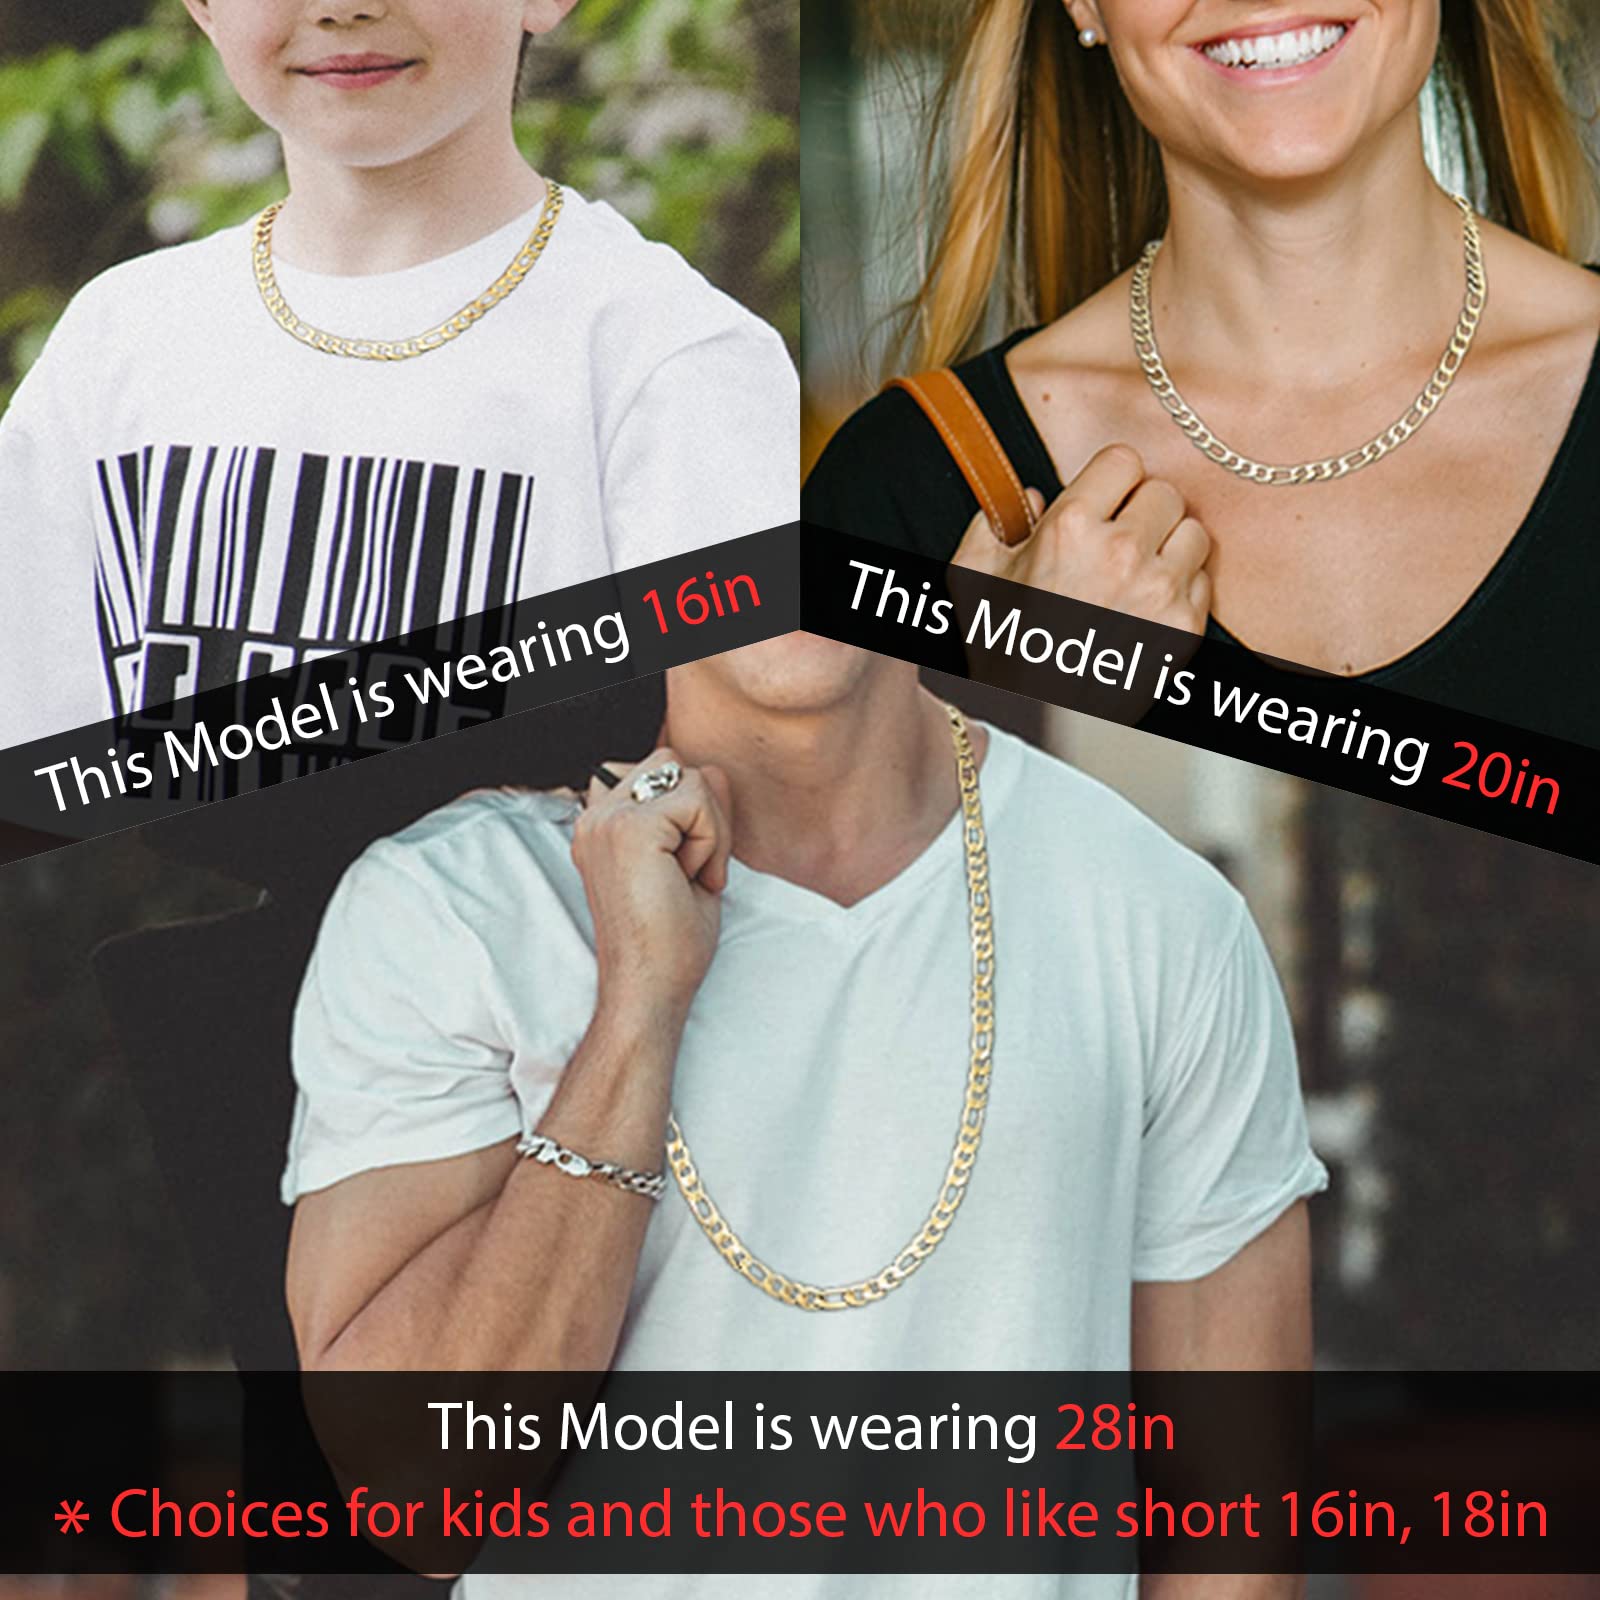 This Model is wearing 16in
This Model is wearing 20in
This Model is wearing 28in
* Choices for kids and those who like short 16in, 18in